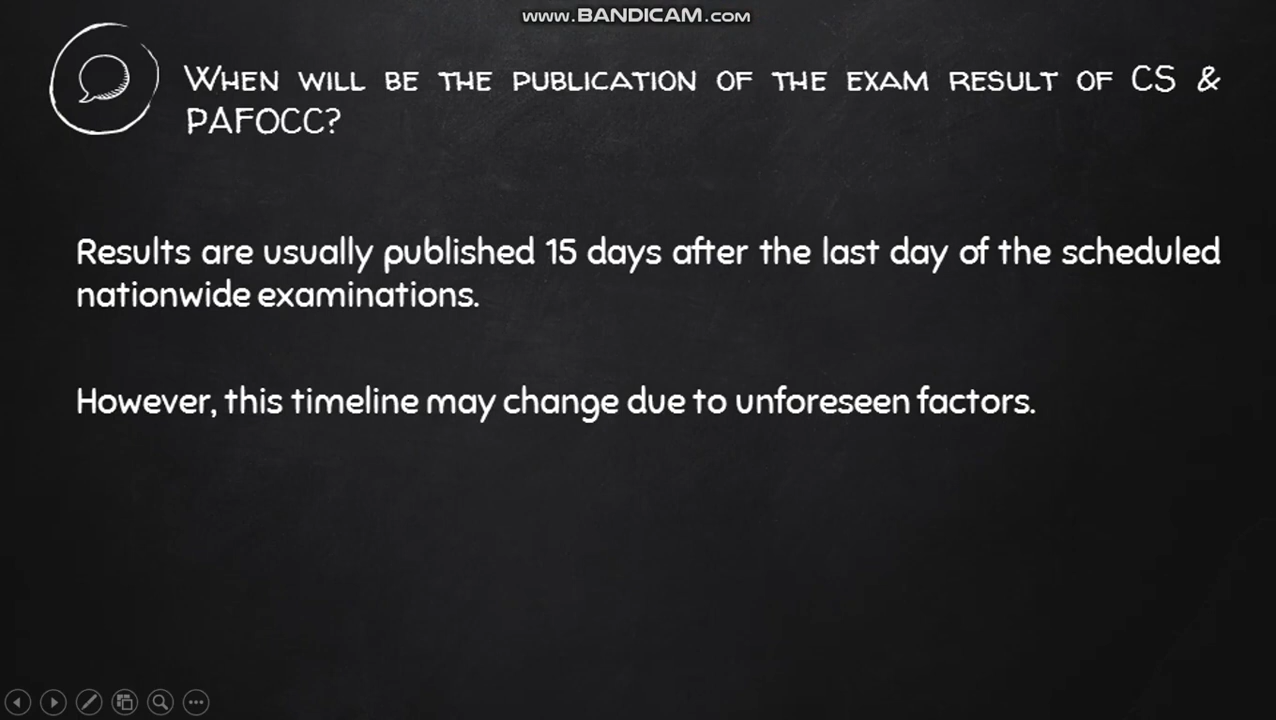 www.BANDICAM.com
WHEN WILL BE THE PUBLICATION OF THE EXAM RESULT OF CS &
PAFOCC?
Results are usually published 15 days after the last day of the scheduled
nationwide examinations.
However, this timeline may change due to unforeseen factors.